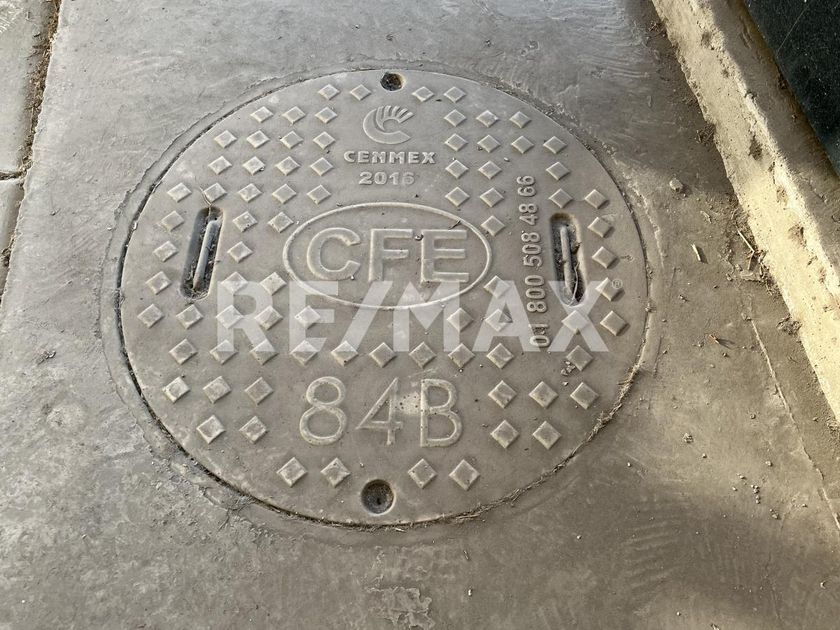 CENMEX
2016
CFE
01 800 508 48 66
RE/MAX
84B